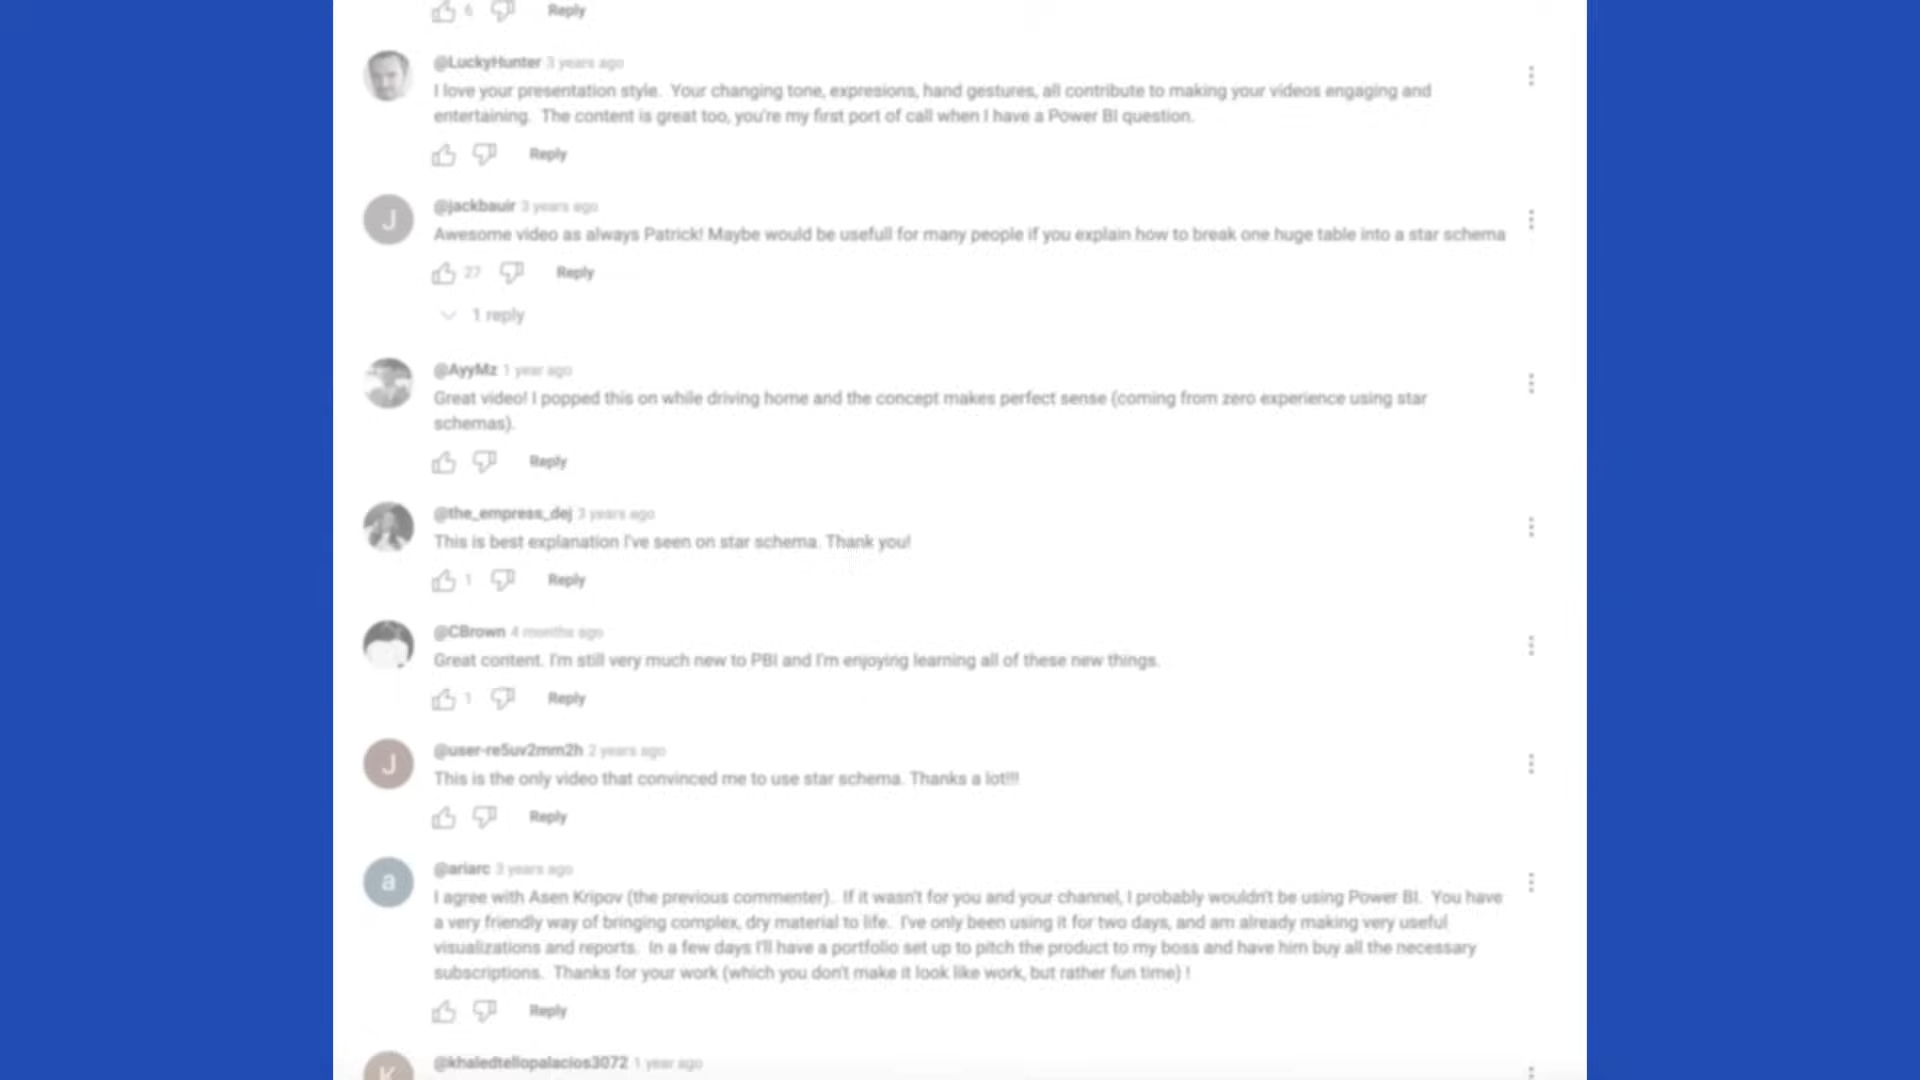 6 Reply
@LuckyHunter 3 years ago
I love your presentation style. Your changing tone, expresions, hand gestures, all contribute to making your videos engaging and
entertaining. The content is great too, you're my first port of call when I have a Power BI question.
Reply
J
@jackbauir 3 years ago
Awesome video as always Patrick! Maybe would be usefull for many people if you explain how to break one huge table into a star schema
27 Reply
1 reply
@AyyMz 1 year ago
Great video! I popped this on while driving home and the concept makes perfect sense (coming from zero experience using star
schemas).
Reply
@the_empress_dej 3 years ago
This is best explanation I've seen on star schema. Thank you!
1 Reply
@CBrown 4 months ago
Great content. I'm still very much new to PBI and I'm enjoying learning all of these new things.
1 Reply
J
@user-re5uv2mm2h 2 years ago
This is the only video that convinced me to use star schema. Thanks a lot!!!
Reply
a
@ariarc 3 years ago
I agree with Asen Kripov (the previous commenter). If it wasn't for you and your channel, I probably wouldn't be using Power BI. You have
a very friendly way of bringing complex, dry material to life. I've only been using it for two days, and am already making very useful
visualizations and reports. In a few days I'll have a portfolio set up to pitch the product to my boss and have him buy all the necessary
subscriptions. Thanks for your work (which you don't make it look like work, but rather fun time) !
Reply
K
@khaledtellopalacios3072 1 year ago